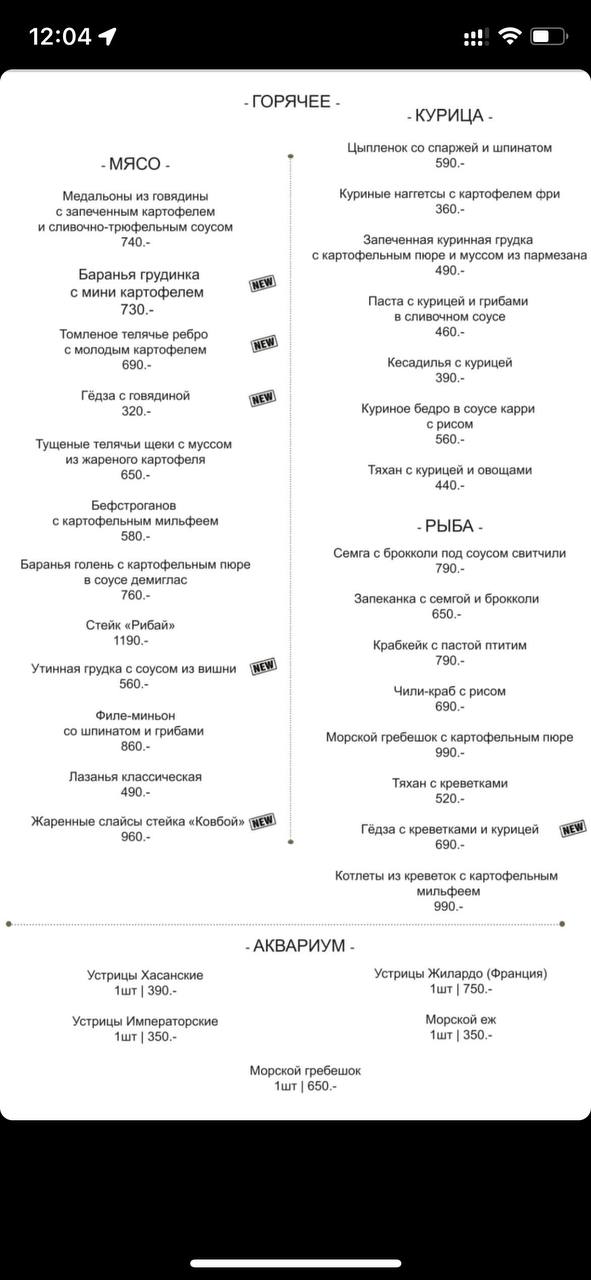 12:04
- ГОРЯЧЕЕ -
- МЯСО -
Медальоны из говядины
с запеченным картофелем
и сливочно-трюфельным соусом
740.-
Баранья грудинка
с мини картофелем
730.-
NEW
Томленое телячье ребро
с молодым картофелем
690.-
NEW
Гёдза с говядиной
320.-
NEW
Тущеные телячьи щеки с муссом
из жареного картофеля
650.-
Бефстроганов
с картофельным мильфеем
580.-
Баранья голень с картофельным пюре
в соусе демиглас
760.-
Стейк «Рибай»
1190.-
Утинная грудка с соусом из вишни
560.-
NEW
Филе-миньон
со шпинатом и грибами
860.-
Лазанья классическая
490.-
Жаренные слайсы стейка «Ковбой»
960.-
NEW
- КУРИЦА -
Цыпленок со спаржей и шпинатом
590.-
Куриные наггетсы с картофелем фри
360.-
Запеченная куринная грудка
с картофельным пюре и муссом из пармезана
490.-
Паста с курицей и грибами
в сливочном соусе
460.-
Кесадилья с курицей
390.-
Куриное бедро в соусе карри
с рисом
560.-
Тяхан с курицей и овощами
440.-
- РЫБА -
Семга с брокколи под соусом свитчили
790.-
Запеканка с семгой и брокколи
650.-
Крабкейк с пастой птитим
790.-
Чили-краб с рисом
690.-
Морской гребешок с картофельным пюре
990.-
Тяхан с креветками
520.-
Гёдза с креветками и курицей
690.-
NEW
Котлеты из креветок с картофельным
мильфеем
990.-
- АКВАРИУМ -
Устрицы Хасанские
1шт | 390.-
Устрицы Жилардо (Франция)
1шт | 750.-
Устрицы Императорские
1шт | 350.-
Морской еж
1шт | 350.-
Морской гребешок
1шт | 650.-